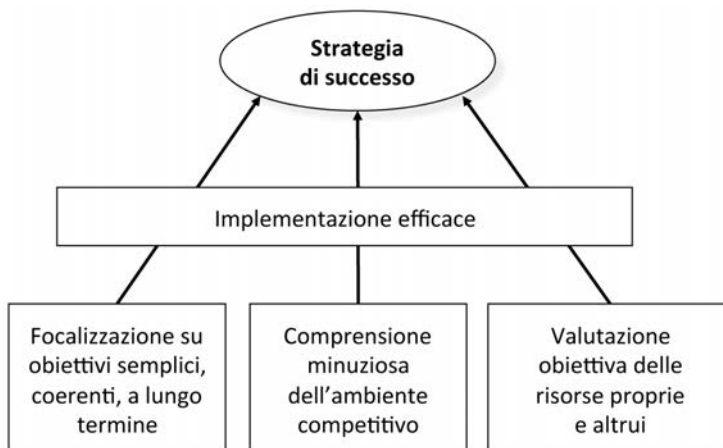 Strategia
di successo
Implementazione efficace
Focalizzazione su
obiettivi semplici,
coerenti, a lungo
termine
Comprensione
minuziosa
dell'ambiente
competitivo
Valutazione
obiettiva delle
risorse proprie
e altrui